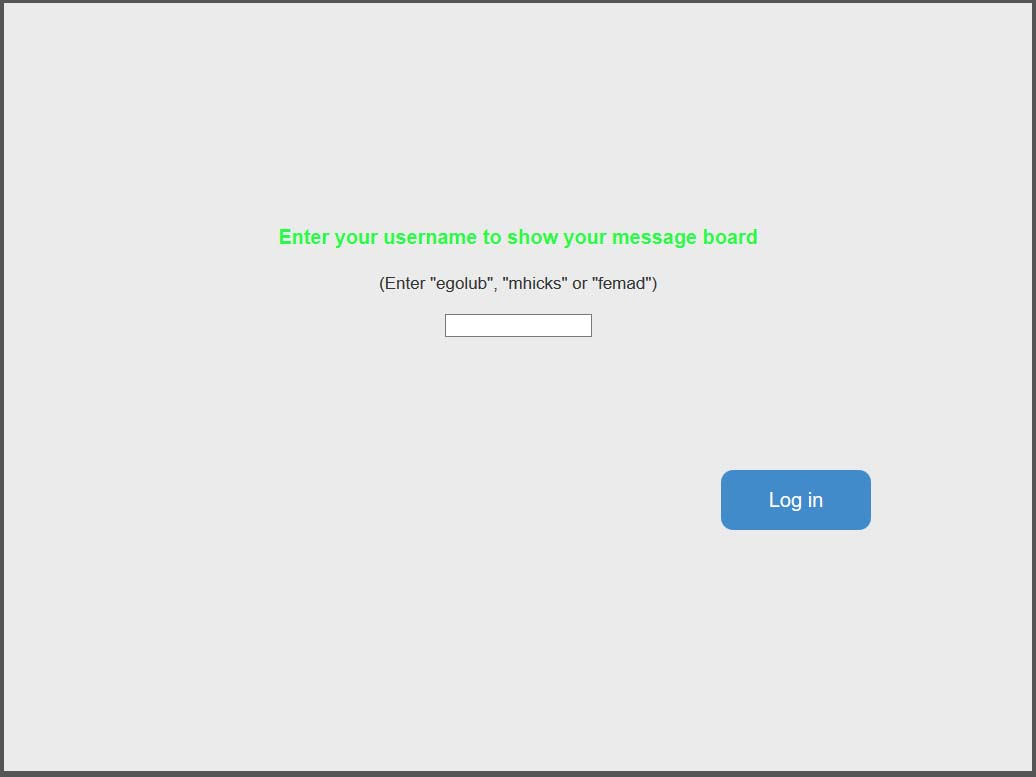 Enter your username to show your message board
(Enter "egolub", "mhicks" or "femad")
Log in